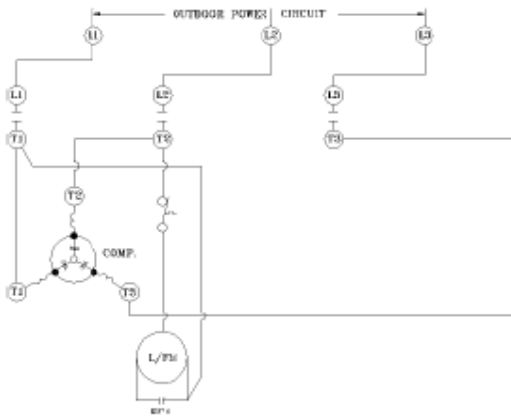 OUTDOOR POWER CIRCUIT
L1 L2 L3
L1 L2 L3
T1 T2 T3
T2
COMP.
T1 T3
L/FM